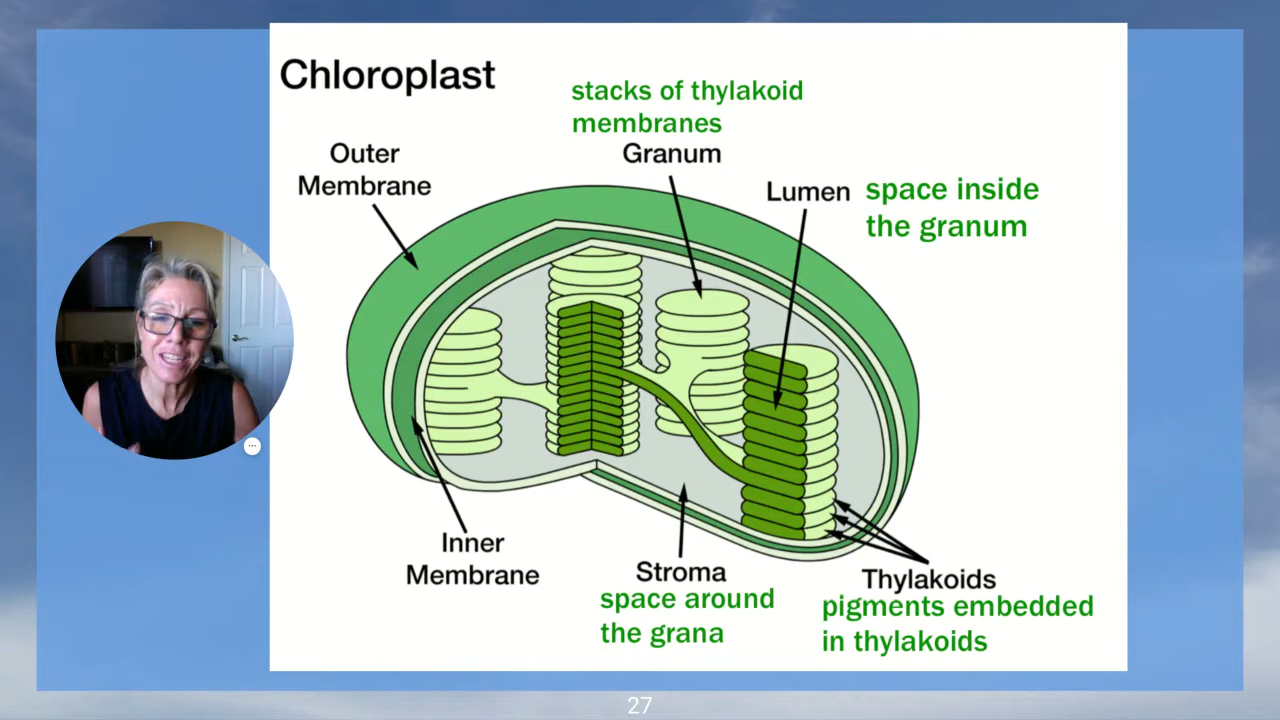 Chloroplast
stacks of thylakoid
membranes
Granum
Outer
Membrane
Lumen
space inside
the granum
Inner
Membrane
Stroma
space around
the grana
Thylakoids
pigments embedded
in thylakoids
27